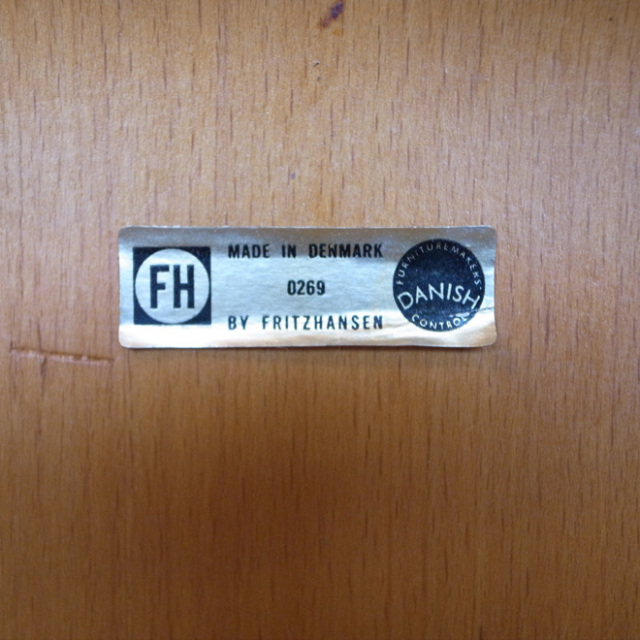 FH
MADE IN DENMARK
0269
BY FRITZHANSEN
FURNITUREMAKERS'
DANISH
CONTROL